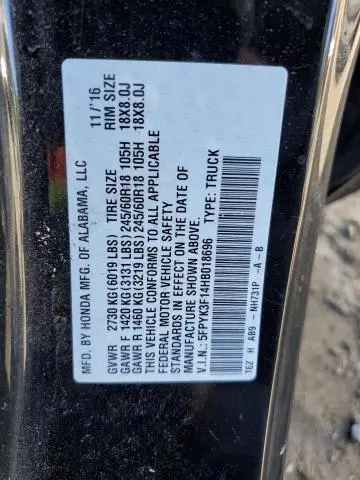 MFD. BY HONDA MFG. OF ALABAMA, LLC 11/'16
GVWR 2730 KG(6019 LBS) TIRE SIZE RIM SIZE
GAWR F 1420 KG(3131 LBS) 245/60R18 105H 18X8.0J
GAWR R 1460 KG(3219 LBS) 245/60R18 105H 18X8.0J
THIS VEHICLE CONFORMS TO ALL APPLICABLE
FEDERAL MOTOR VEHICLE SAFETY
STANDARDS IN EFFECT ON THE DATE OF
MANUFACTURE SHOWN ABOVE.
V.I.N.: 5FPYK3F14HB018696 TYPE: TRUCK
T6Z H AB9 - NH731P -A -B